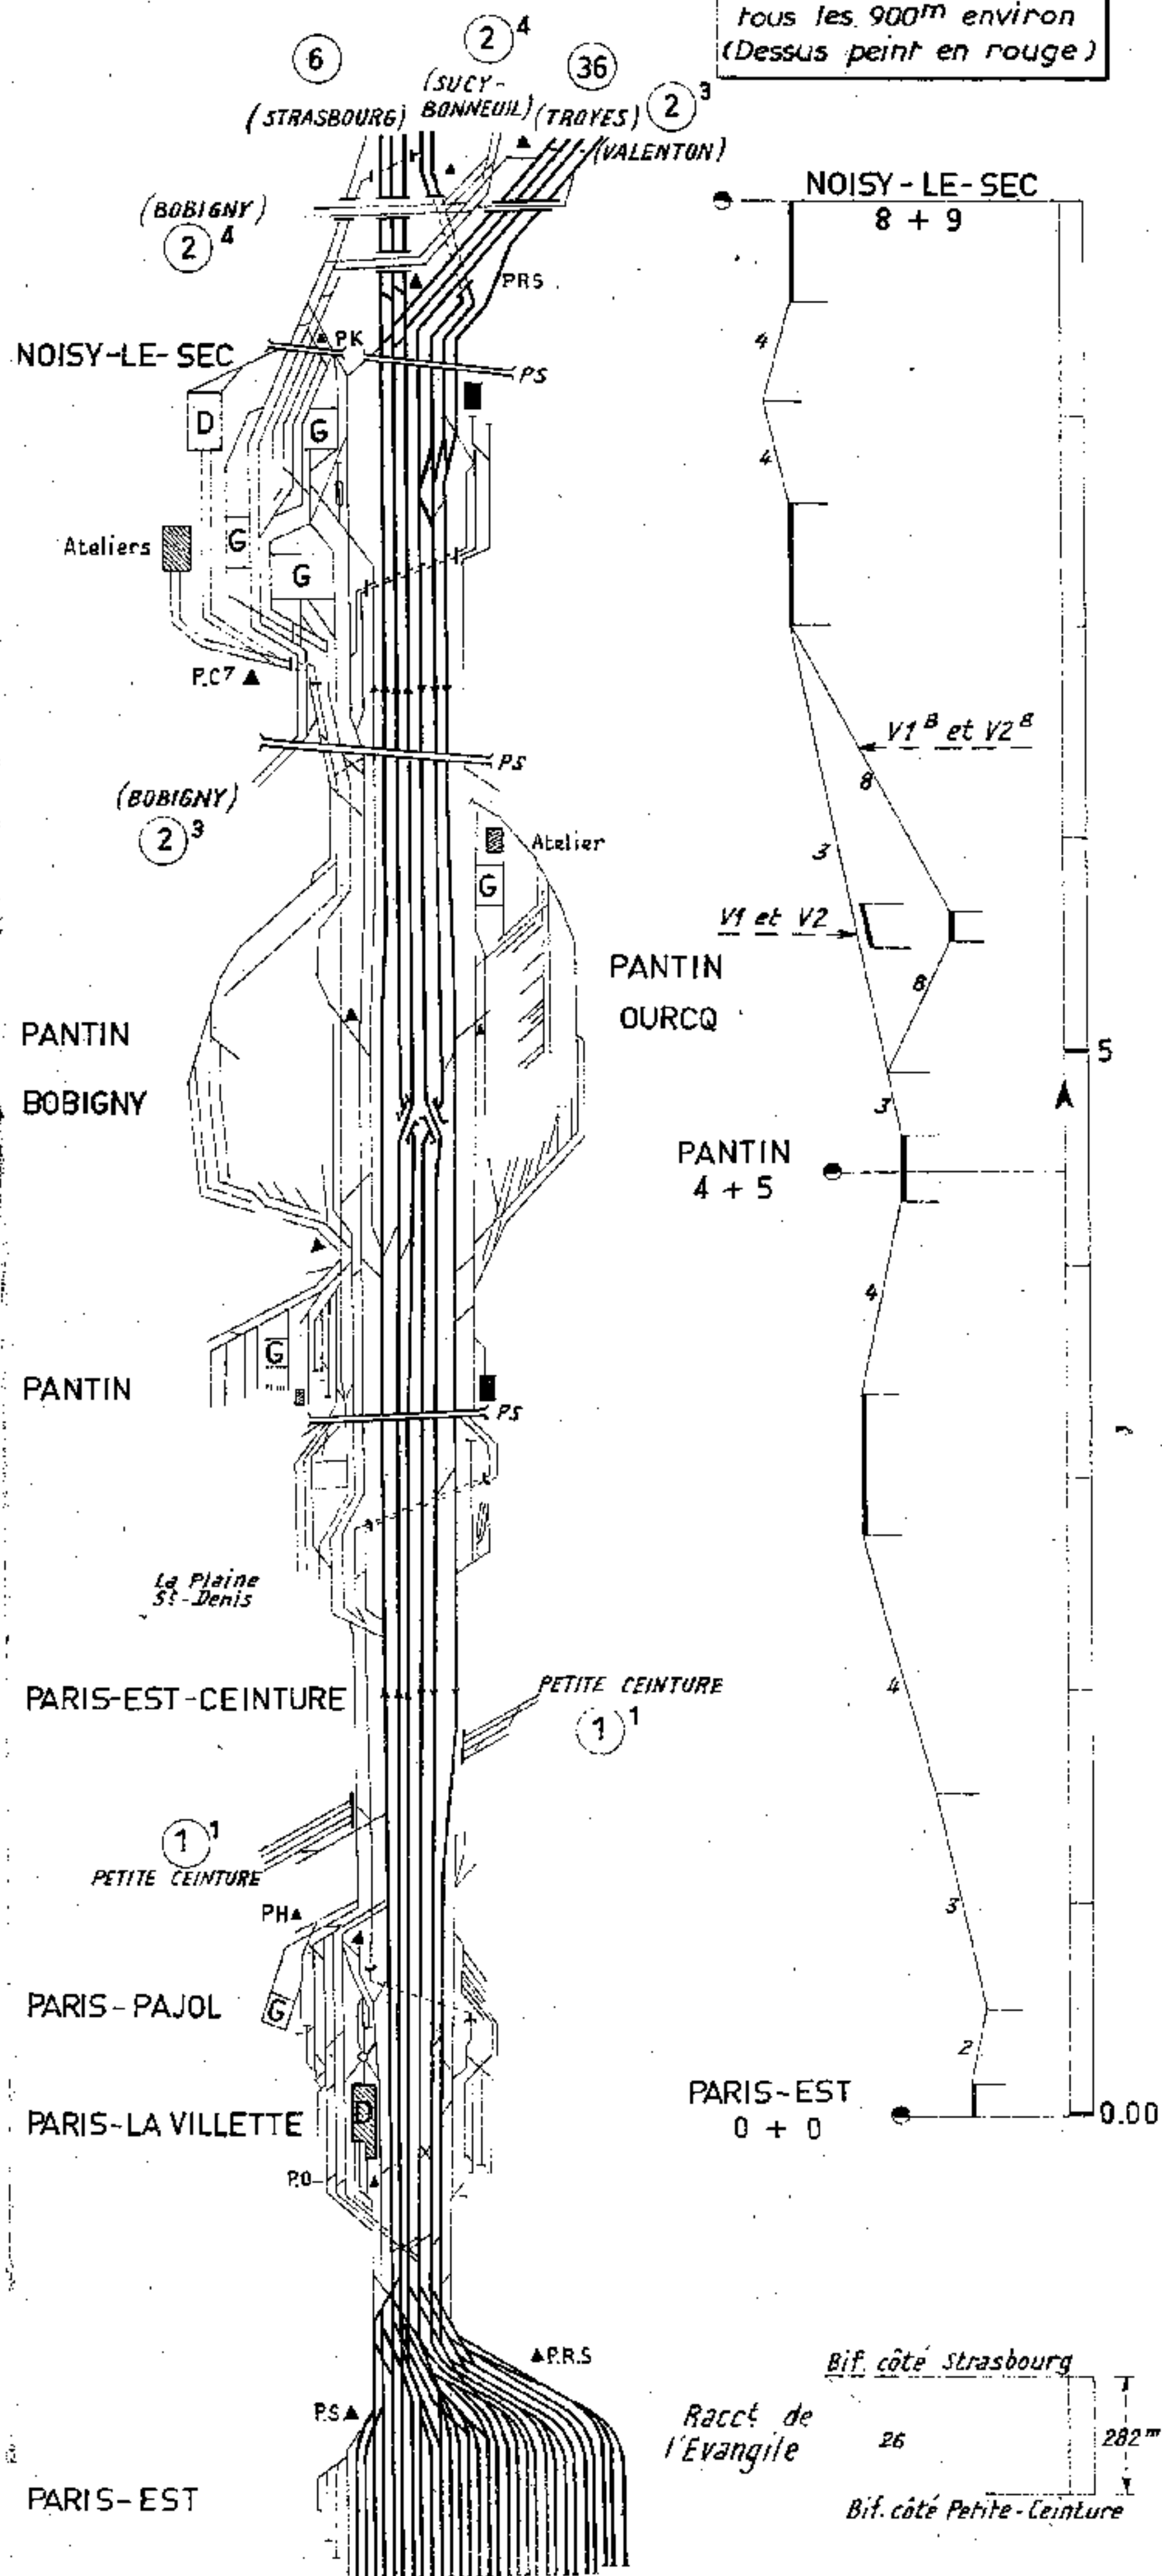 tous les 900m environ
(Dessus peint en rouge)
6
2 4
36
2 3
(STRASBOURG)
(SUCY-
BONNEUIL)
(TROYES)
(VALENTON)
(BOBIGNY)
2 4
NOISY-LE-SEC
8 + 9
PRS
4
PK
NOISY-LE-SEC
PS
D
G
4
Ateliers
G
G
P.C7
V1B et V2B
PS
8
(BOBIGNY)
2 3
Atelier
3
G
V1 et V2
PANTIN
OURCQ
8
PANTIN
5
BOBIGNY
3
PANTIN
4 + 5
4
G
PANTIN
PS
La Plaine
St-Denis
PARIS-EST-CEINTURE
PETITE CEINTURE
1 1
4
1 1
PETITE CEINTURE
PH
3
PARIS-PAJOL
G
2
PARIS-EST
0 + 0
0.00
PARIS-LA VILLETTE
D
P.O
P.R.S
Bif. côté Strasbourg
P.S
Racct de
l'Evangile
26
282m
PARIS-EST
Bif. côté Petite-Ceinture